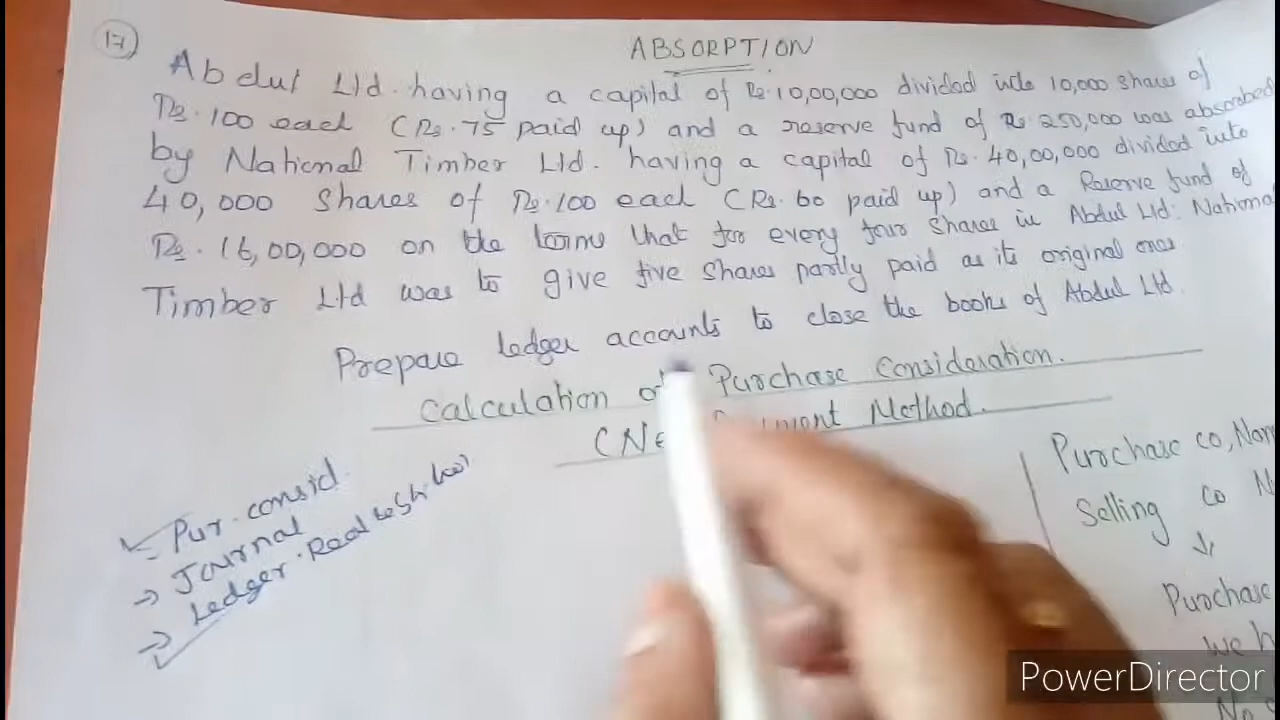 17
ABSORPTION
Abdul Ltd. having a capital of Rs. 10,00,000 divided into 10,000 shares of
Rs. 100 each (Rs. 75 paid up) and a reserve fund of Rs 250,000 was absorbed
by National Timber Ltd. having a capital of Rs. 40,00,000 divided into
40,000 shares of Rs. 100 each (Rs. 60 paid up) and a Reserve fund of
Rs. 16,00,000 on the terms that for every four shares in Abdul Ltd. National
Timber Ltd was to give five shares partly paid as its original ones
Prepare ledger accounts to close the books of Abdul Ltd.
Calculation of Purchase Consideration.
(Ne Method.
Pur. consid.
→ Journal
→ Ledger.
Purchase co,
Selling co
Purchase
we h
PowerDirector